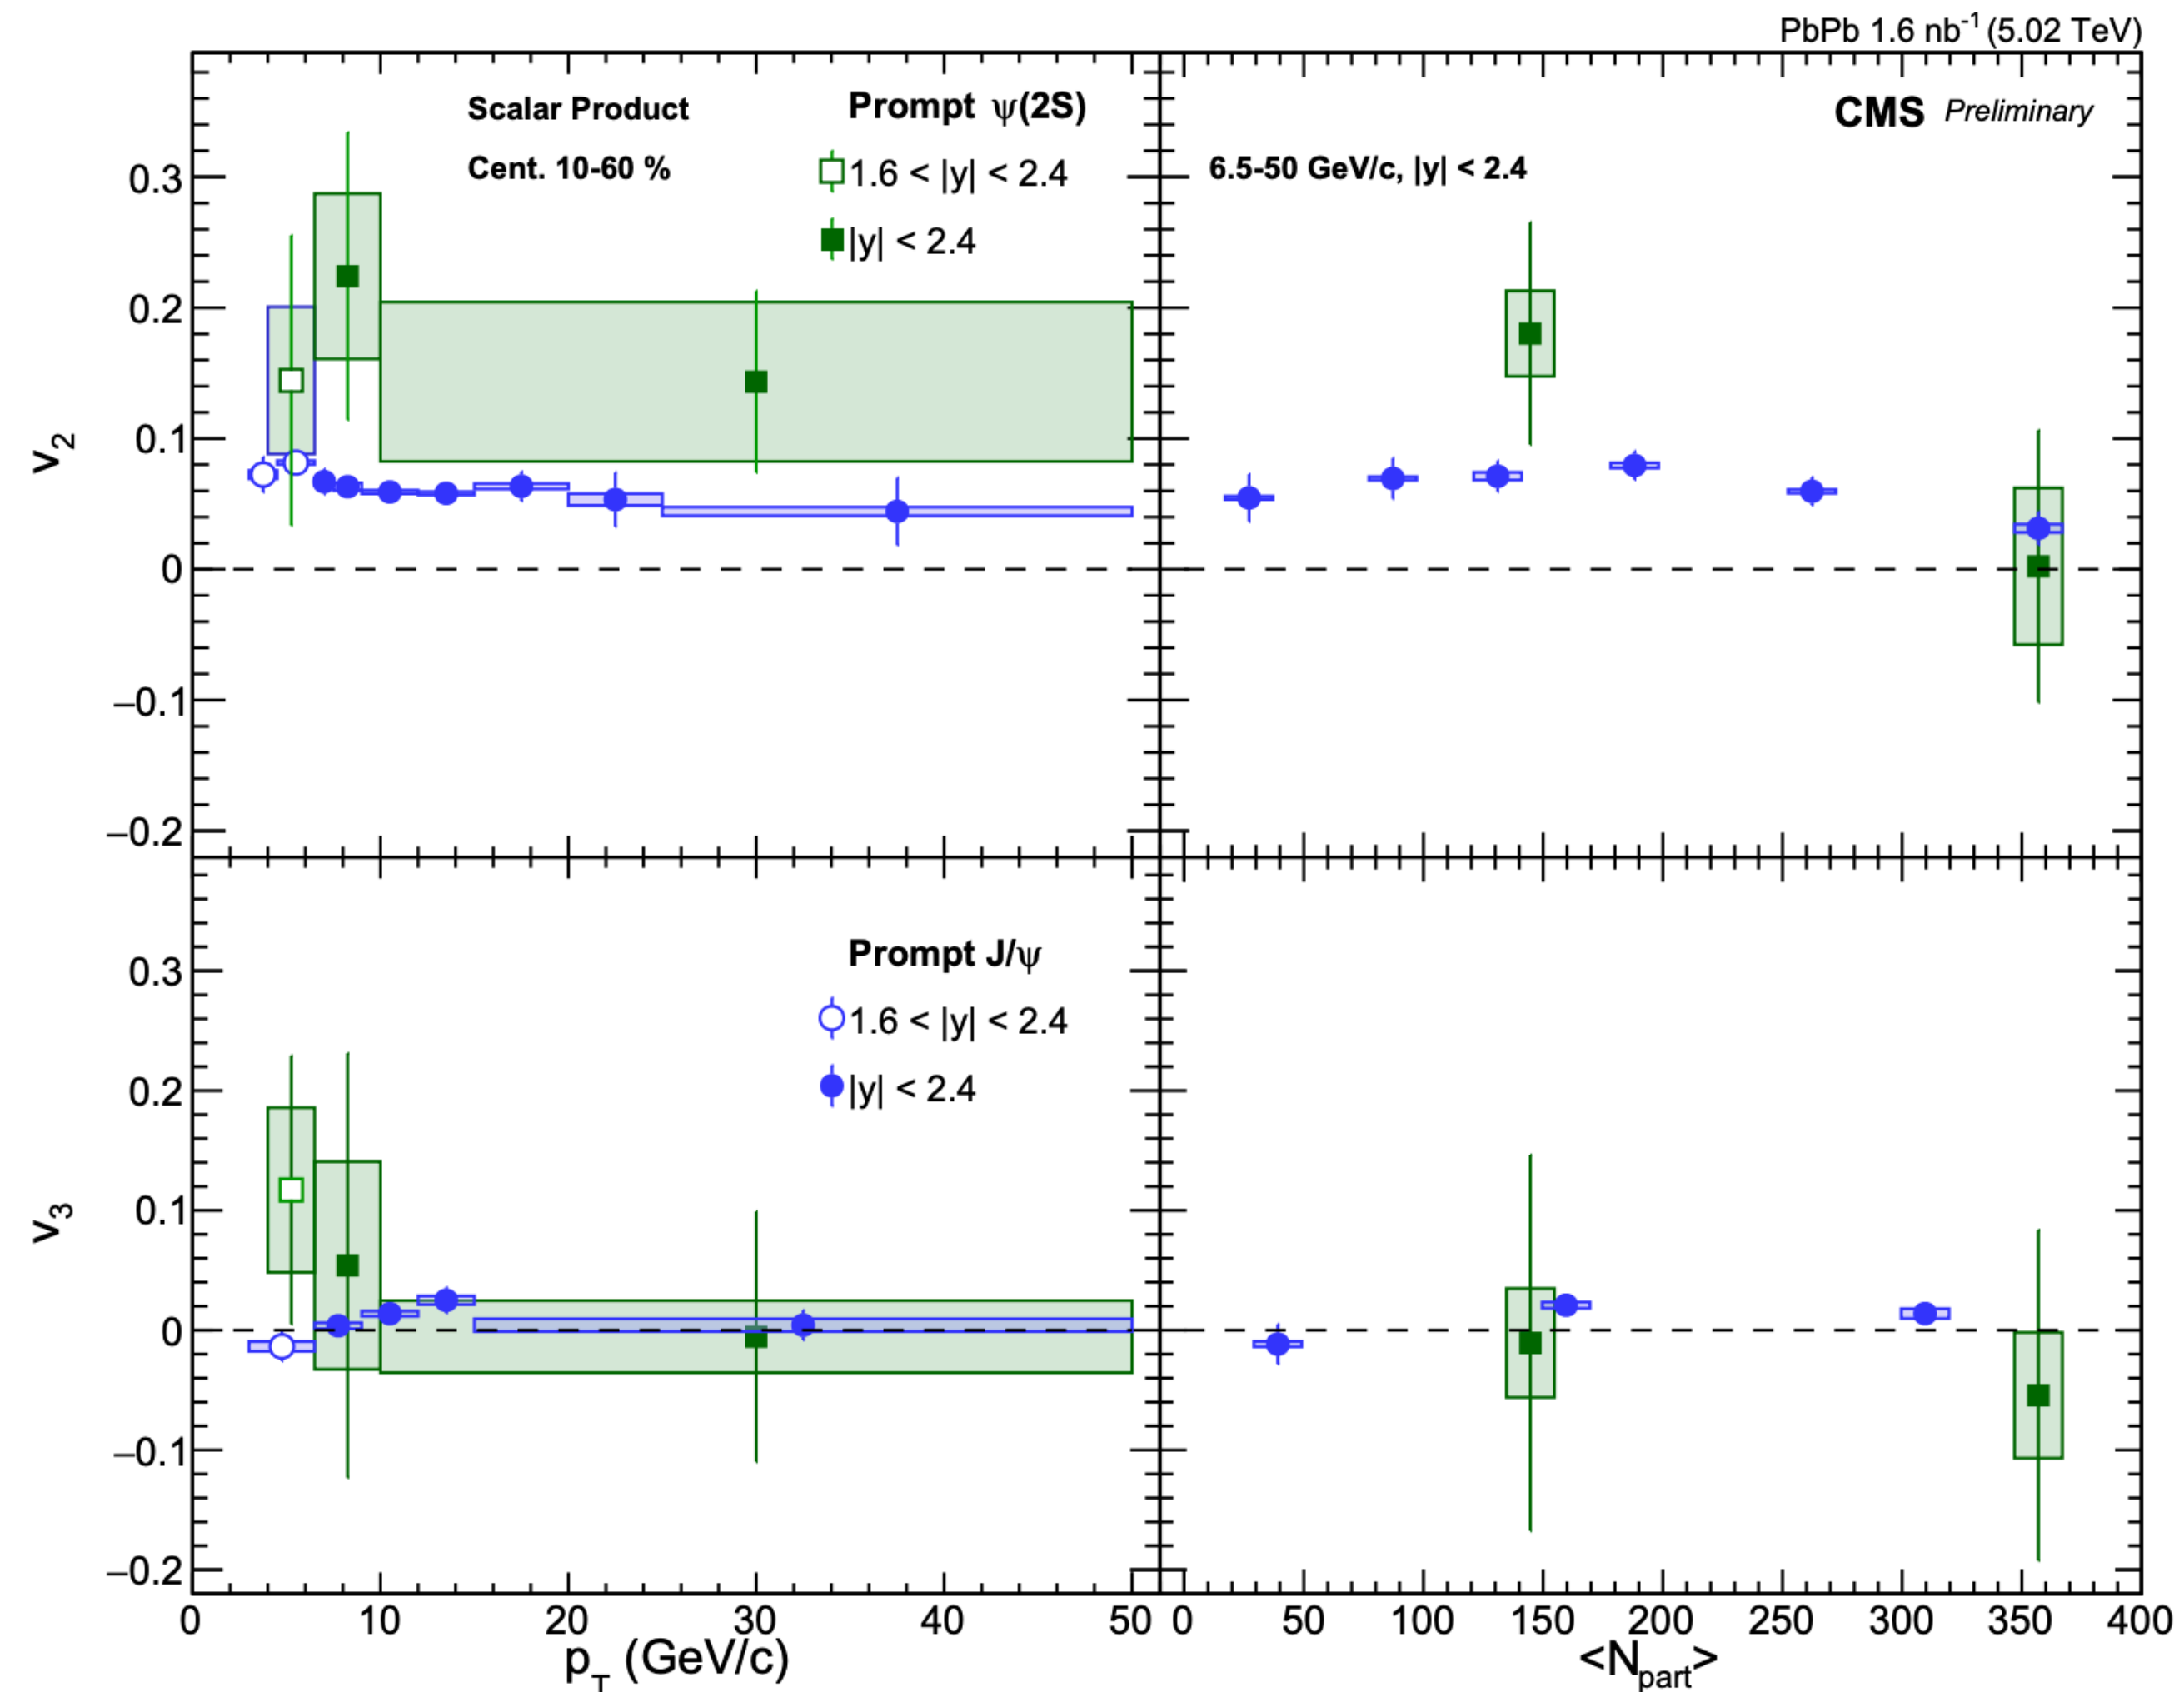 PbPb 1.6 nb⁻¹ (5.02 TeV)
Scalar Product
Cent. 10-60 %
Prompt ψ(2S)
1.6 < |y| < 2.4
|y| < 2.4
6.5-50 GeV/c, |y| < 2.4
CMS Preliminary
v₂
0.3
0.2
0.1
0
−0.1
−0.2
Prompt J/ψ
1.6 < |y| < 2.4
|y| < 2.4
v₃
0.3
0.2
0.1
0
−0.1
−0.2
0 10 20 30 40 50
p_T (GeV/c)
0 50 100 150 200 250 300 350 400
<N_part>